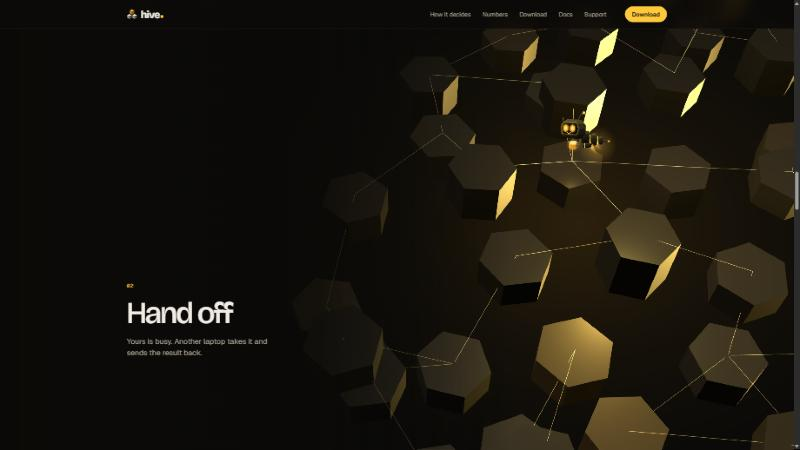 hive.
How it decides
Numbers
Download
Docs
Support
Download
02
Hand off
Yours is busy. Another laptop takes it and
sends the result back.